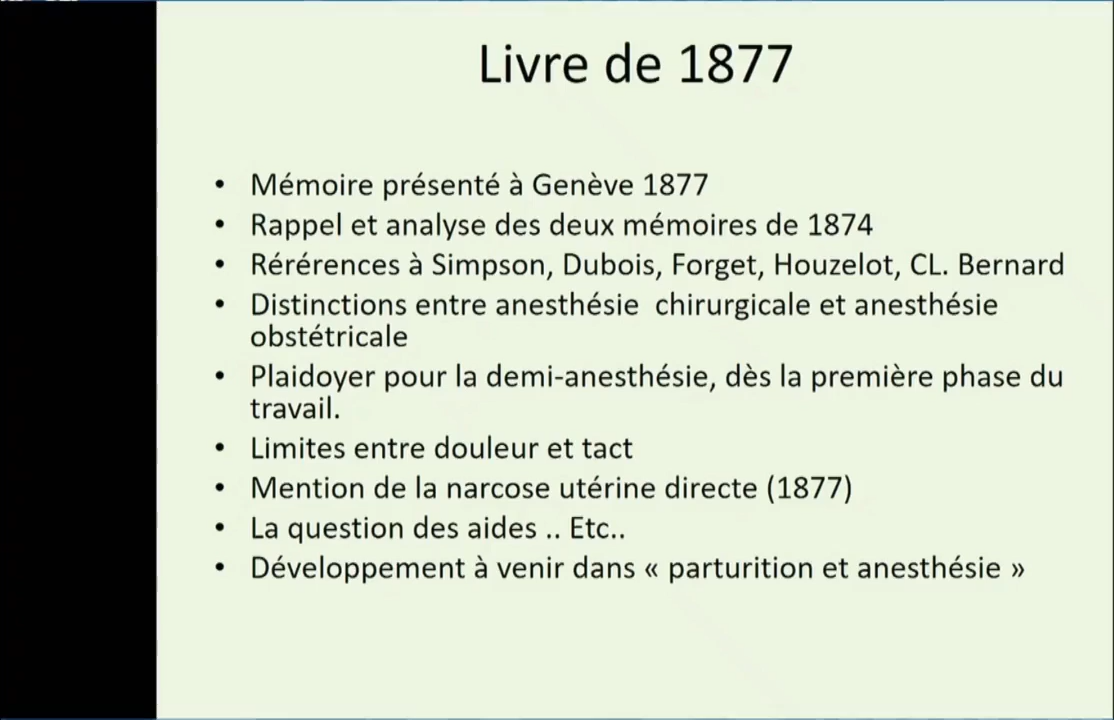 Livre de 1877
• Mémoire présenté à Genève 1877
• Rappel et analyse des deux mémoires de 1874
• Rérérences à Simpson, Dubois, Forget, Houzelot, CL. Bernard
• Distinctions entre anesthésie  chirurgicale et anesthésie
obstétricale
• Plaidoyer pour la demi-anesthésie, dès la première phase du
travail.
• Limites entre douleur et tact
• Mention de la narcose utérine directe (1877)
• La question des aides .. Etc..
• Développement à venir dans « parturition et anesthésie »